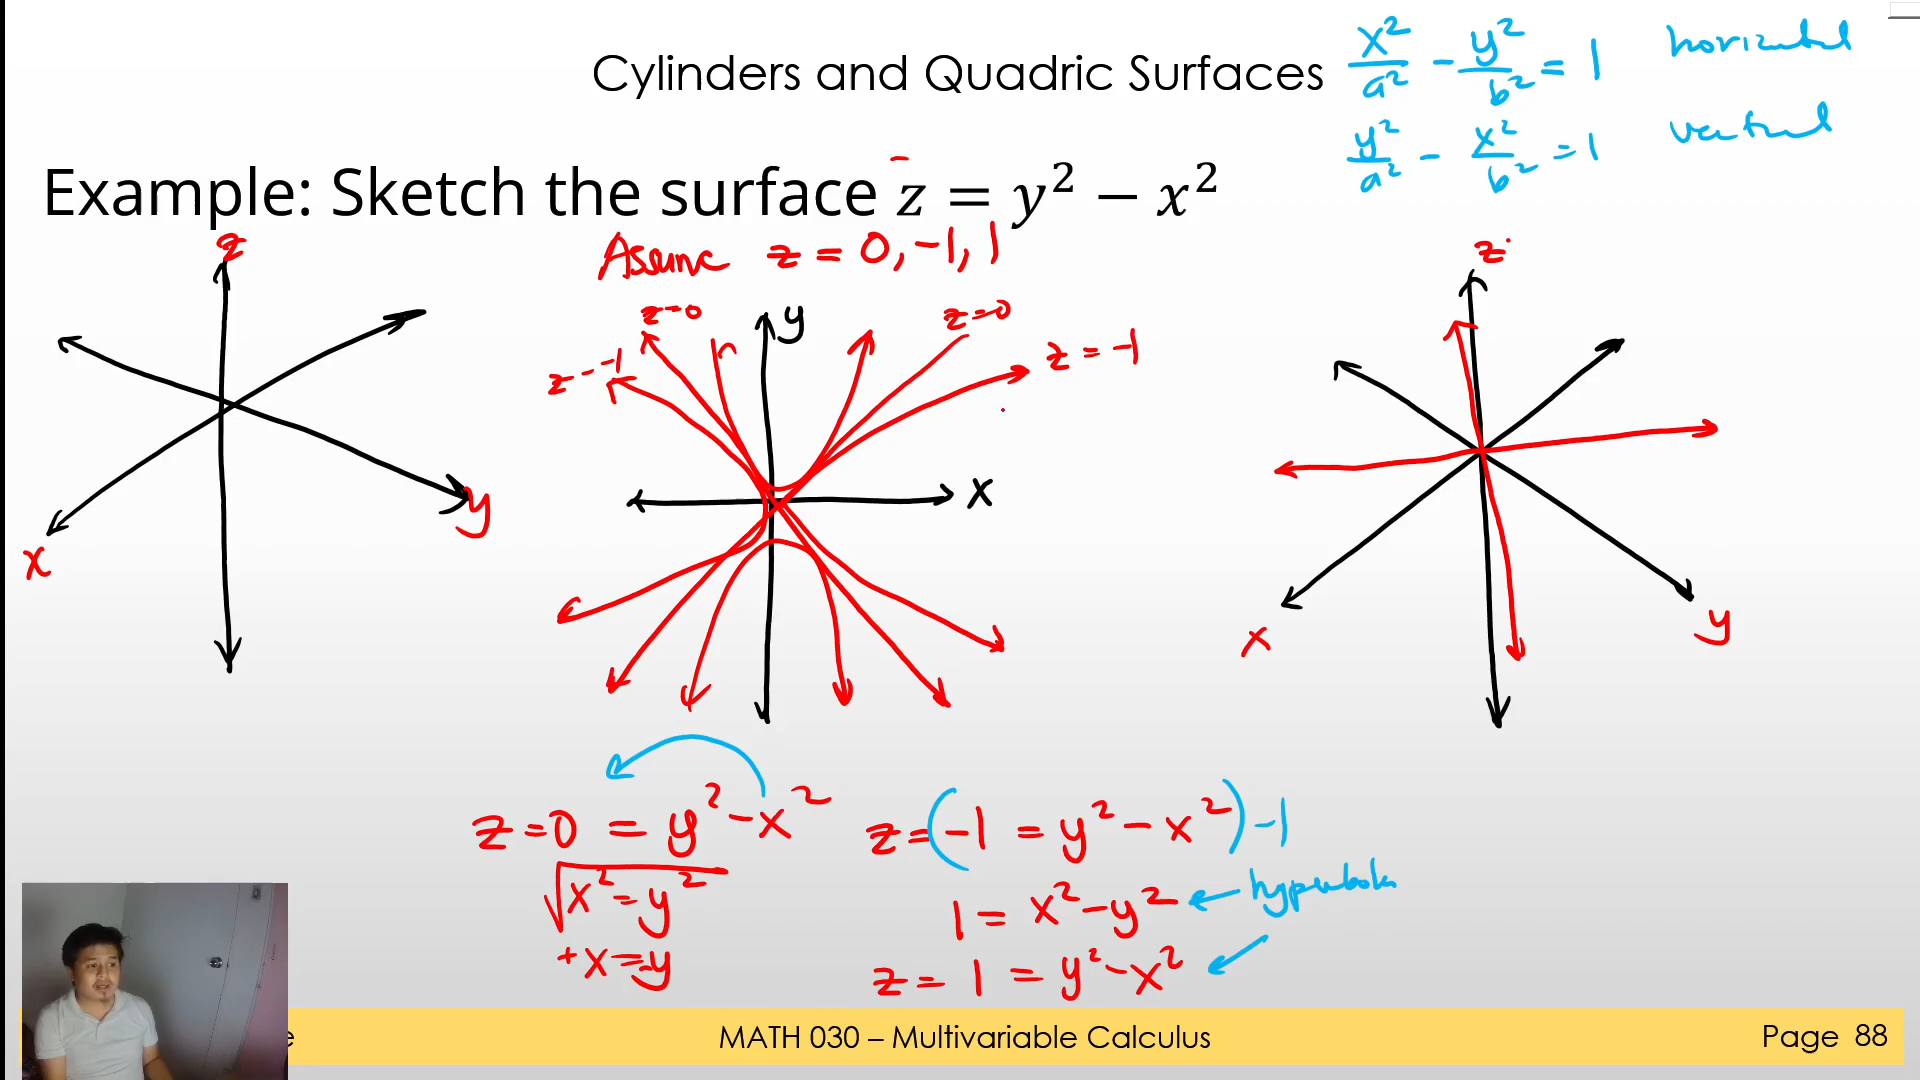 Cylinders and Quadric Surfaces
x²/a² - y²/b² = 1 horizontal
y²/a² - x²/b² = 1 vertical
Example: Sketch the surface z = y² − x²
Assume z = 0, -1, 1
z
x
y
z=0
z=0
z=-1
z=-1
y
x
z
x
y
z=0 = y²-x²
√x²=y²
z=(-1 = y²-x²)-1
1 = x²-y² ← hyperbola
z = 1 = y²-x²
MATH 030 – Multivariable Calculus
Page 88